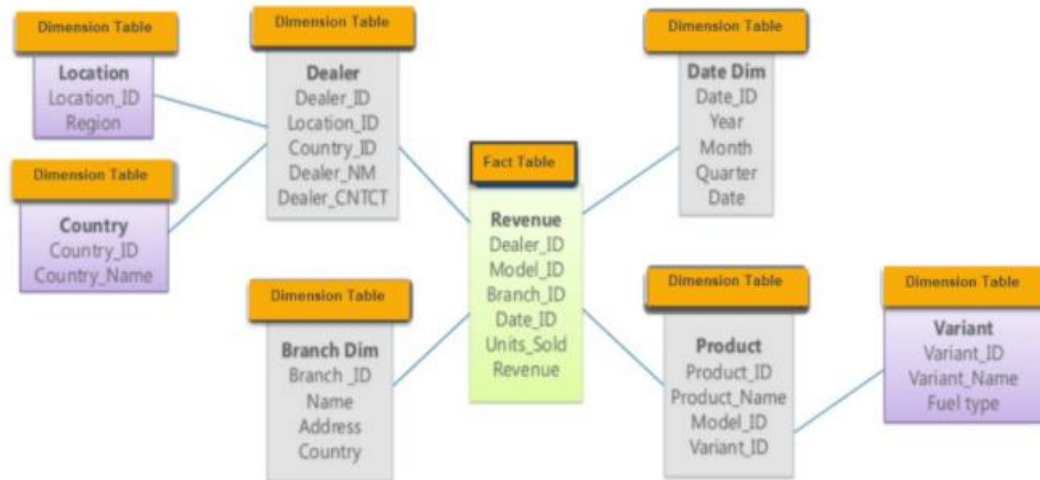 Dimension Table
Location
Location_ID
Region
Dimension Table
Country
Country_ID
Country_Name
Dimension Table
Dealer
Dealer_ID
Location_ID
Country_ID
Dealer_NM
Dealer_CNTCT
Dimension Table
Branch Dim
Branch _ID
Name
Address
Country
Fact Table
Revenue
Dealer_ID
Model_ID
Branch_ID
Date_ID
Units_Sold
Revenue
Dimension Table
Date Dim
Date_ID
Year
Month
Quarter
Date
Dimension Table
Product
Product_ID
Product_Name
Model_ID
Variant_ID
Dimension Table
Variant
Variant_ID
Variant_Name
Fuel type